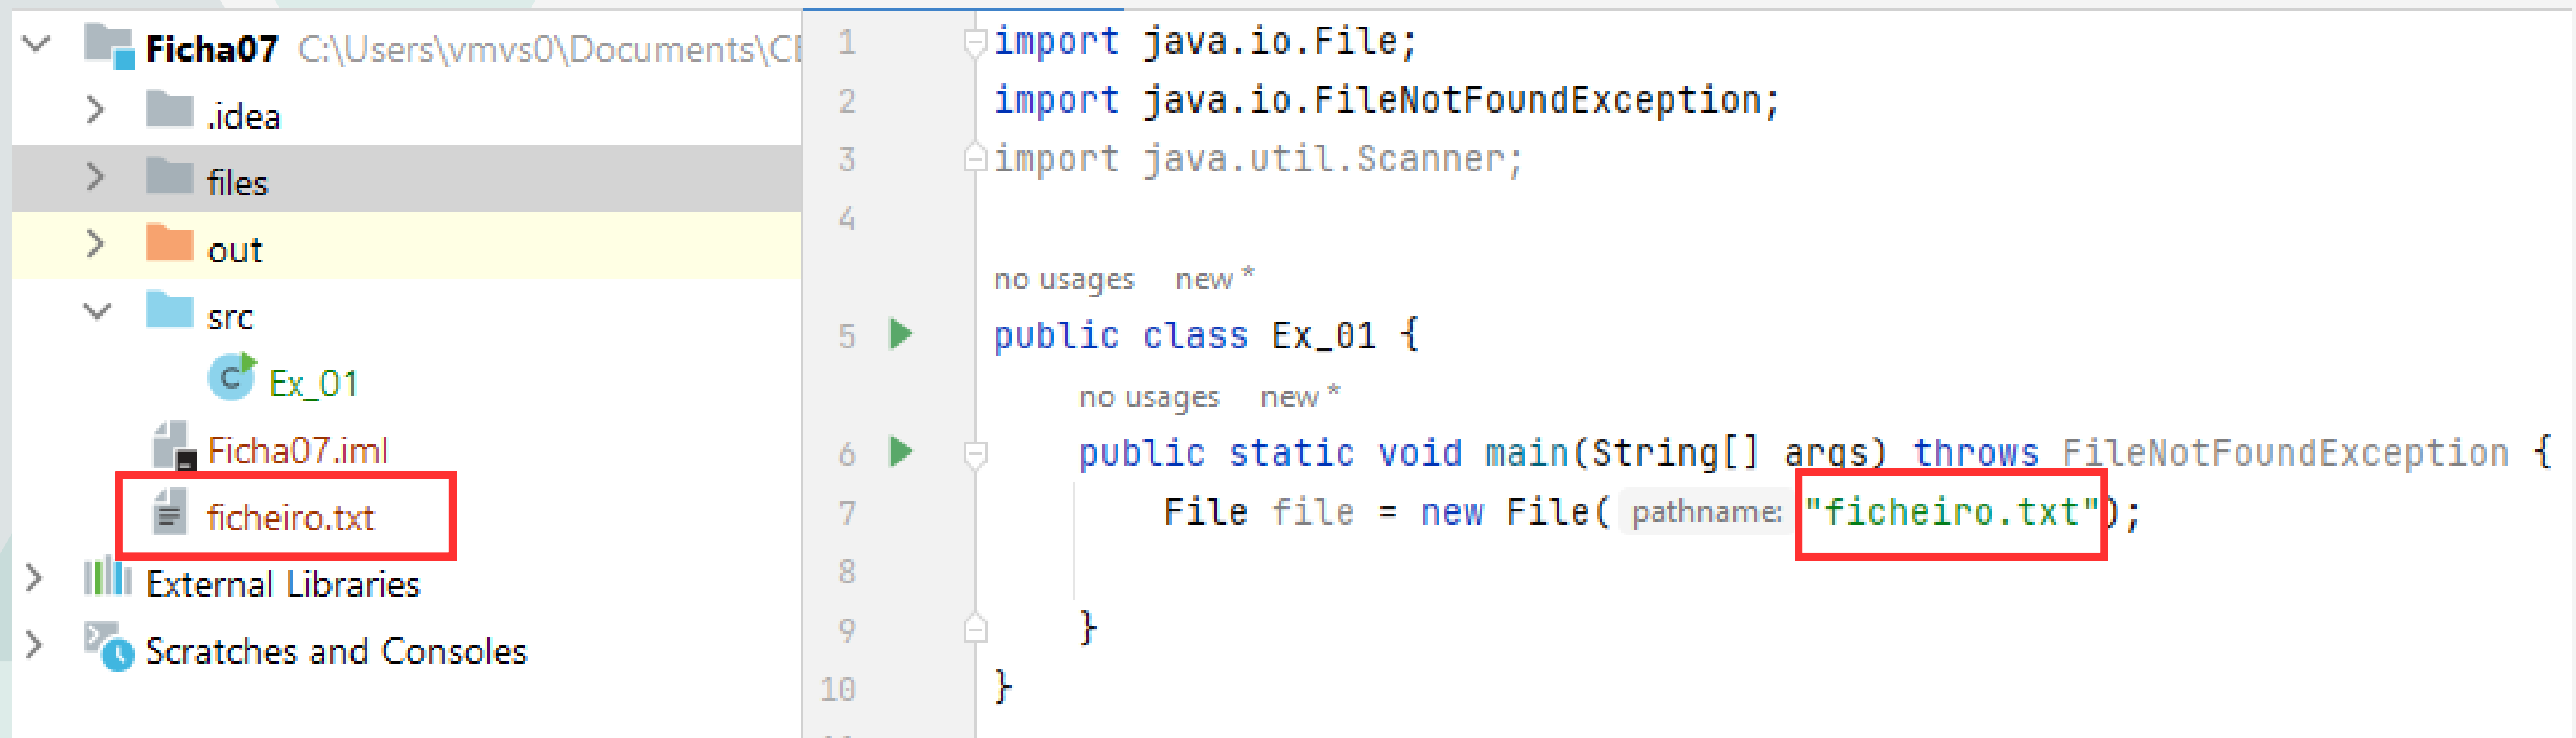 Ficha07 C:\Users\vmvs0\Documents\CE
.idea
files
out
src
Ex_01
Ficha07.iml
ficheiro.txt
External Libraries
Scratches and Consoles
1 import java.io.File;
2 import java.io.FileNotFoundException;
3 import java.util.Scanner;
4
no usages new *
5 public class Ex_01 {
no usages new *
6 public static void main(String[] args) throws FileNotFoundException {
7 File file = new File( pathname: "ficheiro.txt");
8
9 }
10 }